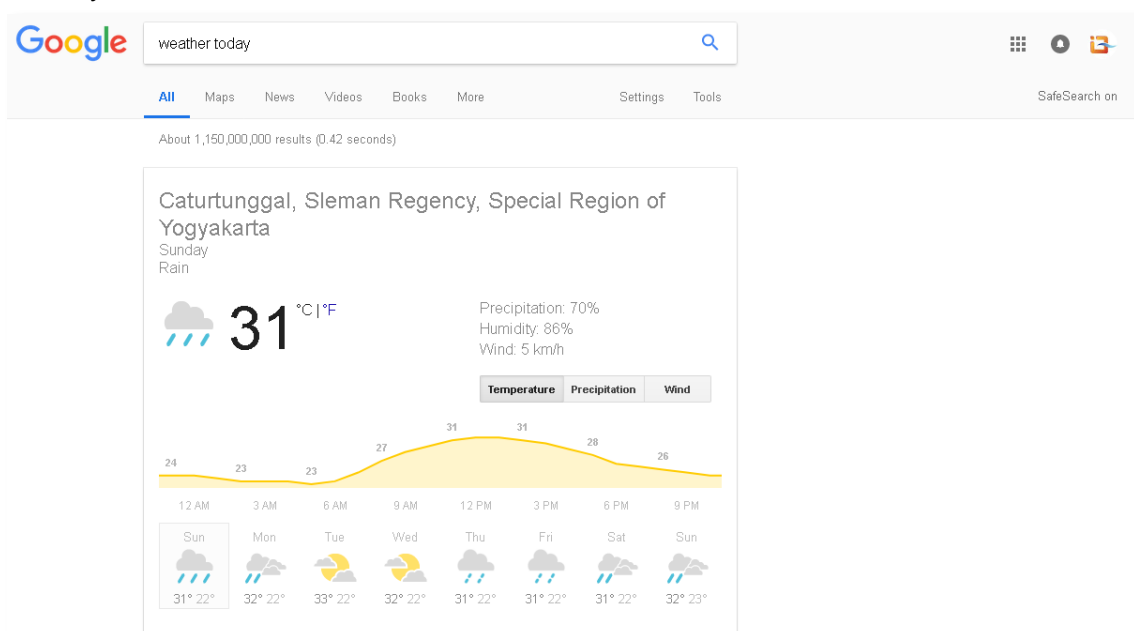 Google
weather today
All Maps News Videos Books More Settings Tools
SafeSearch on
About 1,150,000,000 results (0.42 seconds)
Caturtunggal, Sleman Regency, Special Region of
Yogyakarta
Sunday
Rain
31 °C | °F
Precipitation: 70%
Humidity: 86%
Wind: 5 km/h
Temperature Precipitation Wind
24 23 23 27 31 31 28 26
12 AM 3 AM 6 AM 9 AM 12 PM 3 PM 6 PM 9 PM
Sun Mon Tue Wed Thu Fri Sat Sun
31° 22° 32° 22° 33° 22° 32° 22° 31° 22° 31° 22° 31° 22° 32° 23°